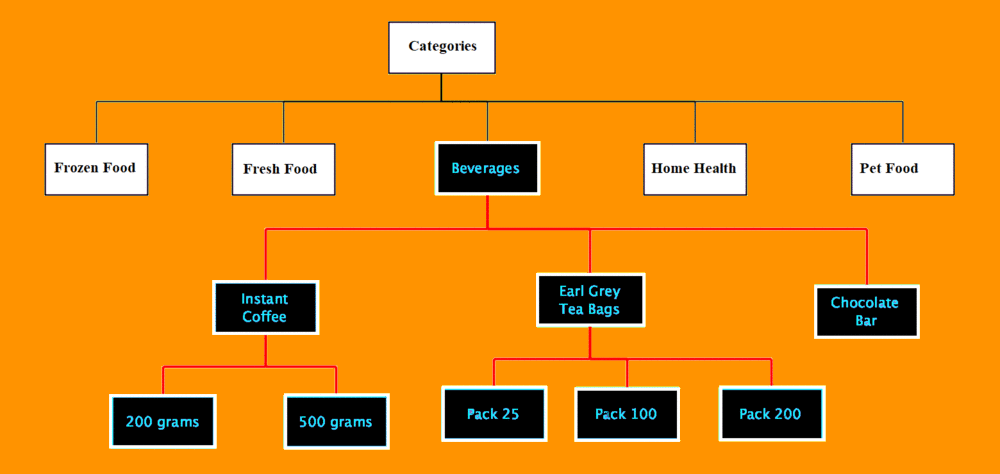 Categories
Frozen Food
Fresh Food
Beverages
Home Health
Pet Food
Instant
Coffee
Earl Grey
Tea Bags
Chocolate
Bar
200 grams
500 grams
Pack 25
Pack 100
Pack 200